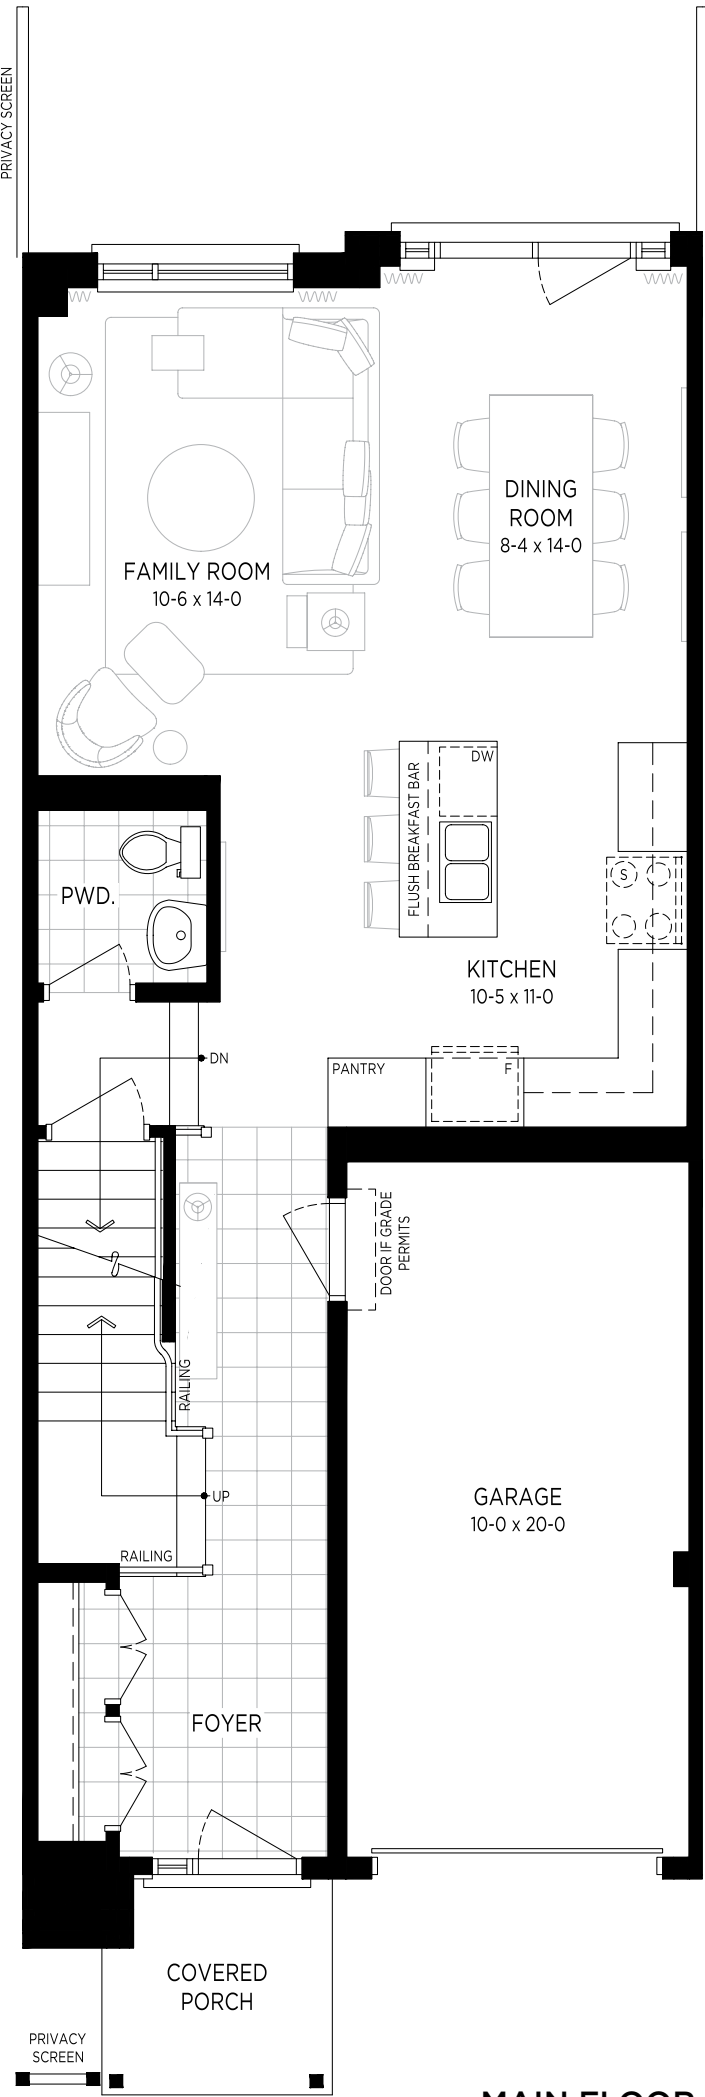 PRIVACY SCREEN
DINING
ROOM
8-4 x 14-0
FAMILY ROOM
10-6 x 14-0
DW
FLUSH BREAKFAST BAR
S
PWD.
KITCHEN
10-5 x 11-0
DN
PANTRY
F
DOOR IF GRADE
PERMITS
RAILING
UP
GARAGE
10-0 x 20-0
RAILING
FOYER
COVERED
PORCH
PRIVACY
SCREEN
MAIN FLOOR